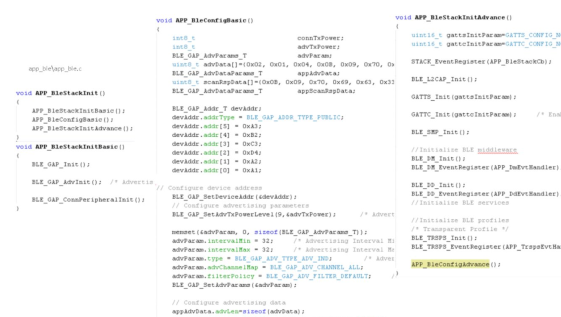 app_ble\app_ble.c
void APP_BleStackInit()
{
APP_BleStackInitBasic();
APP_BleConfigBasic();
APP_BleStackInitAdvance();
}
void APP_BleStackInitBasic()
{
BLE_GAP_Init();
BLE_GAP_AdvInit(); /* Advertis
BLE_GAP_ConnPeripheralInit();
}
void APP_BleConfigBasic()
{
int8_t connTxPower;
int8_t advTxPower;
BLE_GAP_AdvParams_T advParam;
uint8_t advData[]={0x02, 0x01, 0x04, 0x0B, 0x09, 0x70, 0x
BLE_GAP_AdvDataParams_T appAdvData;
uint8_t scanRspData[]={0x0B, 0x09, 0x70, 0x69, 0x63, 0x33
BLE_GAP_AdvDataParams_T appScanRspData;
BLE_GAP_Addr_T devAddr;
devAddr.addrType = BLE_GAP_ADDR_TYPE_PUBLIC;
devAddr.addr[5] = 0xA3;
devAddr.addr[4] = 0xB2;
devAddr.addr[3] = 0xC3;
devAddr.addr[2] = 0xD4;
devAddr.addr[1] = 0xA2;
devAddr.addr[0] = 0xA1;
// Configure device address
BLE_GAP_SetDeviceAddr(&devAddr);
// Configure advertising parameters
BLE_GAP_SetAdvTxPowerLevel(9,&advTxPower); /* Advert
memset(&advParam, 0, sizeof(BLE_GAP_AdvParams_T));
advParam.intervalMin = 32; /* Advertising Interval Mi
advParam.intervalMax = 32; /* Advertising Interval Ma
advParam.type = BLE_GAP_ADV_TYPE_ADV_IND; /* Adver
advParam.advChannelMap = BLE_GAP_ADV_CHANNEL_ALL;
advParam.filterPolicy = BLE_GAP_ADV_FILTER_DEFAULT; /
BLE_GAP_SetAdvParams(&advParam);
// Configure advertising data
appAdvData.advLen=sizeof(advData);
void APP_BleStackInitAdvance()
{
uint16_t gattsInitParam=GATTS_CONFIG_N
uint16_t gattcInitParam=GATTC_CONFIG_N
STACK_EventRegister(APP_BleStackCb);
BLE_L2CAP_Init();
GATTS_Init(gattsInitParam);
GATTC_Init(gattcInitParam); /* Enal
BLE_SMP_Init();
//Initialize BLE middleware
BLE_DM_Init();
BLE_DM_EventRegister(APP_DmEvtHandler)
BLE_DD_Init();
BLE_DD_EventRegister(APP_DdEvtHandler)
//Initialize BLE services
//Initialize BLE profiles
/* Transparent Profile */
BLE_TRSPS_Init();
BLE_TRSPS_EventRegister(APP_TrspsEvtHa
APP_BleConfigAdvance();
}